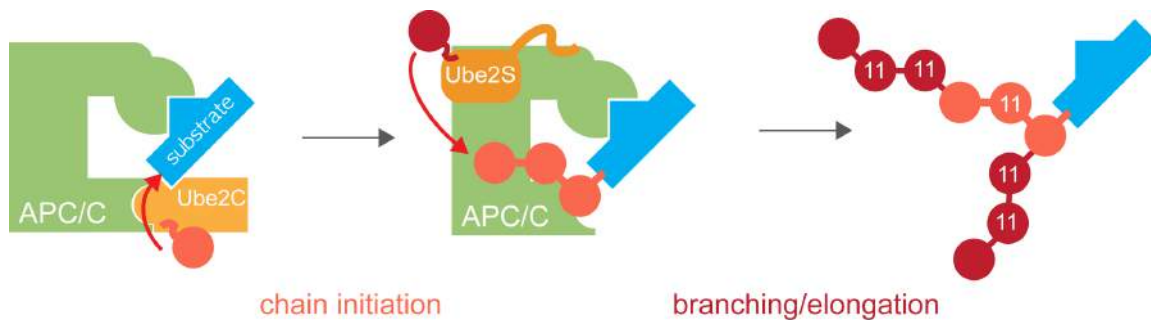 substrate
Ube2C
APC/C
Ube2S
APC/C
11
11
11
11
11
chain initiation
branching/elongation